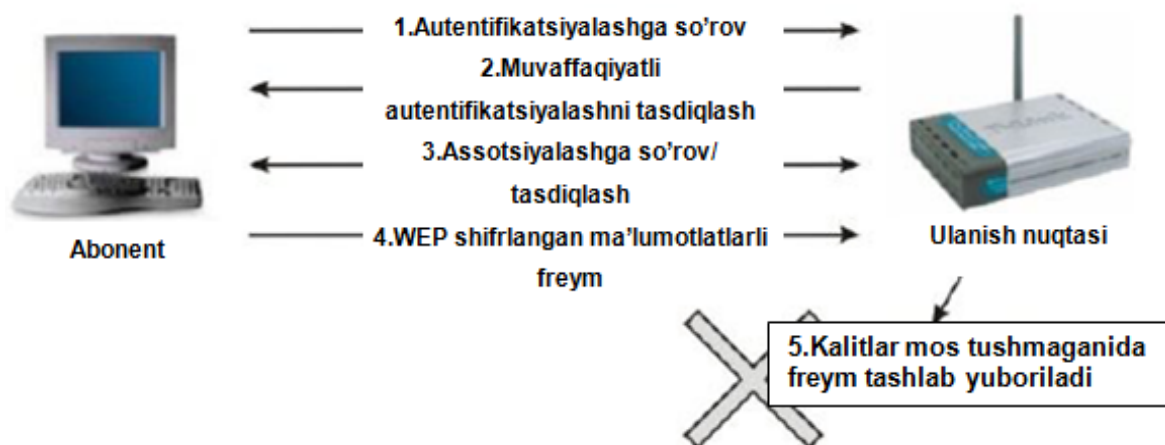 1.Autentifikatsiyalashga so’rov
2.Muvaffaqiyatli
autentifikatsiyalashni tasdiqlash
3.Assotsiyalashga so’rov/
tasdiqlash
4.WEP shifrlangan ma’lumotlatlarli
freym
Abonent
Ulanish nuqtasi
5.Kalitlar mos tushmaganida
freym tashlab yuboriladi